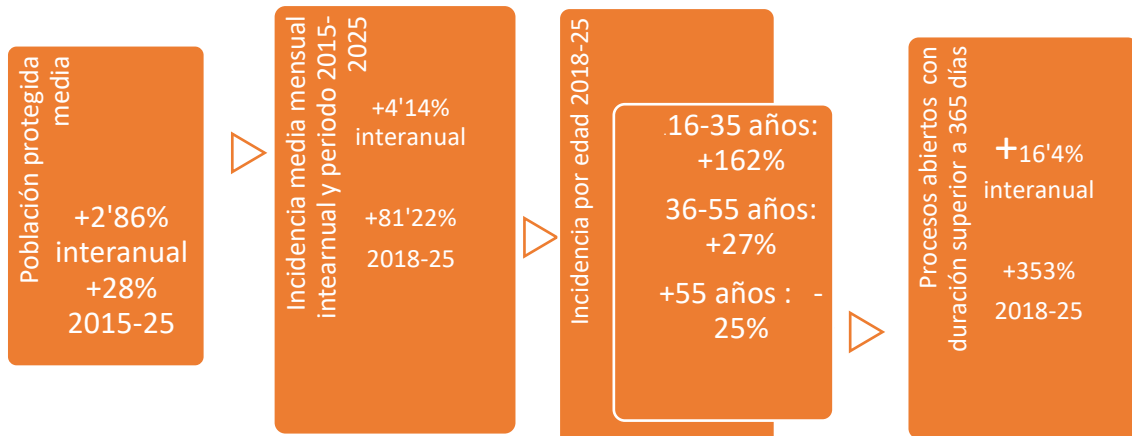 Población protegida
media
+2'86%
interanual
+28%
2015-25
Incidencia media mensual
intearnual y periodo 2015-
2025
+4'14%
interanual
+81'22%
2018-25
Incidencia por edad 2018-25
.16-35 años:
+162%
36-55 años:
+27%
+55 años : -
25%
Procesos abiertos con
duración superior a 365 días
+16'4%
interanual
+353%
2018-25